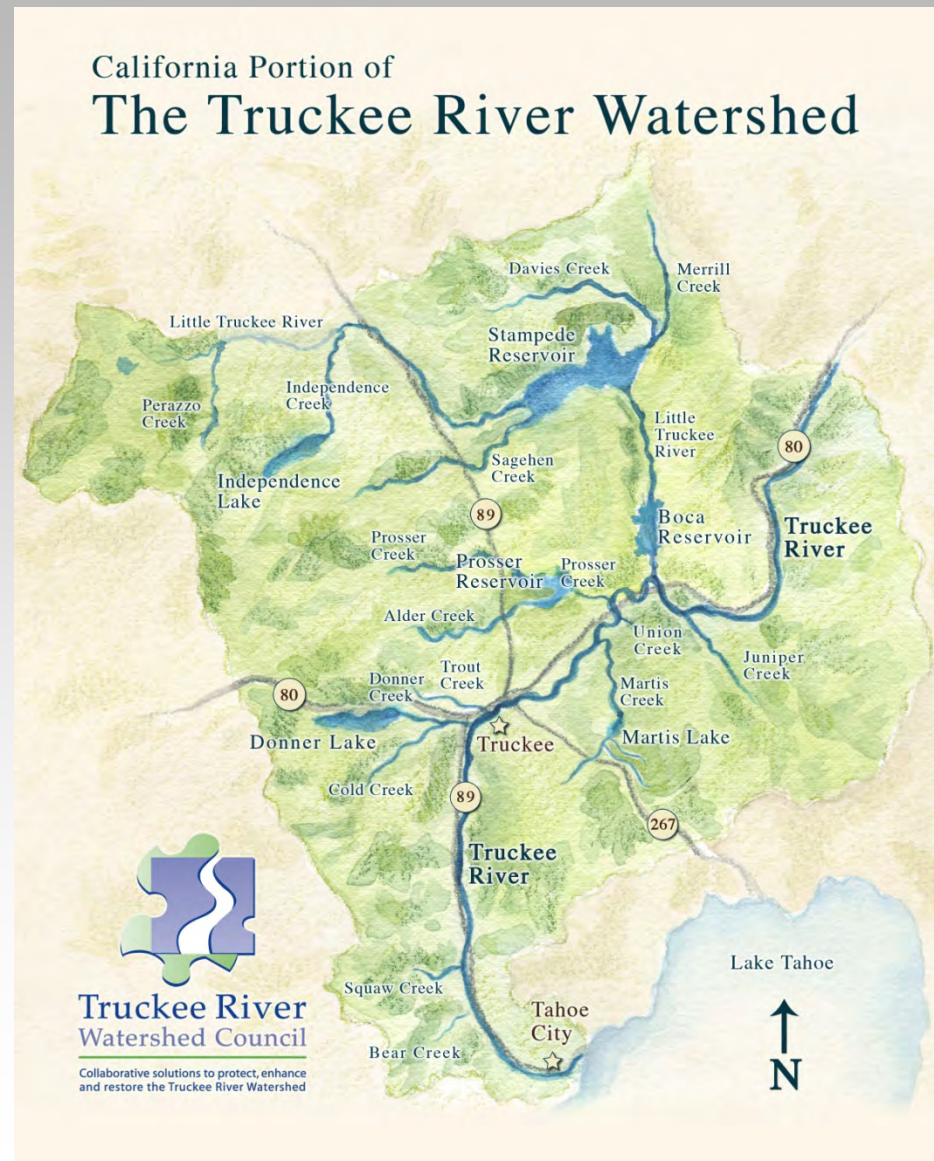 California Portion of
The Truckee River Watershed
Davies Creek
Merrill
Creek
Little Truckee River
Stampede
Reservoir
Independence
Creek
Perazzo
Creek
Little
Truckee
River
80
Sagehen
Creek
Independence
Lake
89
Boca
Reservoir
Truckee
River
Prosser
Creek
Prosser
Reservoir
Prosser
Creek
Alder Creek
Union
Creek
Juniper
Creek
Trout
Creek
Donner
Creek
Martis
Creek
80
Donner Lake
Truckee
Martis Lake
Cold Creek
89
267
Truckee
River
Lake Tahoe
Squaw Creek
Tahoe
City
Bear Creek
N
Truckee River
Watershed Council
Collaborative solutions to protect, enhance
and restore the Truckee River Watershed